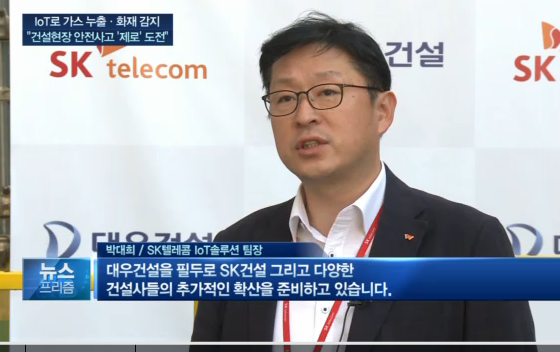 IoT로 가스 누출·화재 감지
"건설현장 안전사고 '제로' 도전"
SK telecom
건설
SK
대우건설
박대희 / SK텔레콤 IoT솔루션 팀장
뉴스
프리즘
대우건설을 필두로 SK건설 그리고 다양한
건설사들의 추가적인 확산을 준비하고 있습니다.